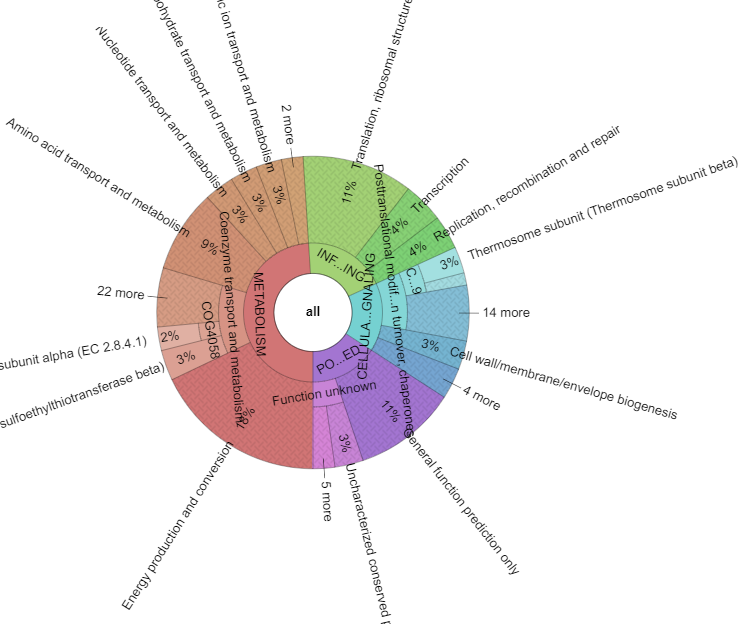 all
METABOLISM
INF...ING
CELLULA...GNALING
PO...ED
Amino acid transport and metabolism
9%
Nucleotide transport and metabolism
3%
ohydrate transport and metabolism
3%
ic ion transport and metabolism
3%
2 more
Translation, ribosomal structure
11%
Transcription
4%
Replication, recombination and repair
4%
Thermosome subunit (Thermosome subunit beta)
3%
C...9
Posttranslational modif...n turnover, chaperones
14 more
Cell wall/membrane/envelope biogenesis
3%
4 more
General function prediction only
11%
Function unknown
Uncharacterized conserved p
3%
5 more
Energy production and conversion
Coenzyme transport and metabolism
COG4058
22 more
subunit alpha (EC 2.8.4.1)
2%
sulfoethylthiotransferase beta)
3%